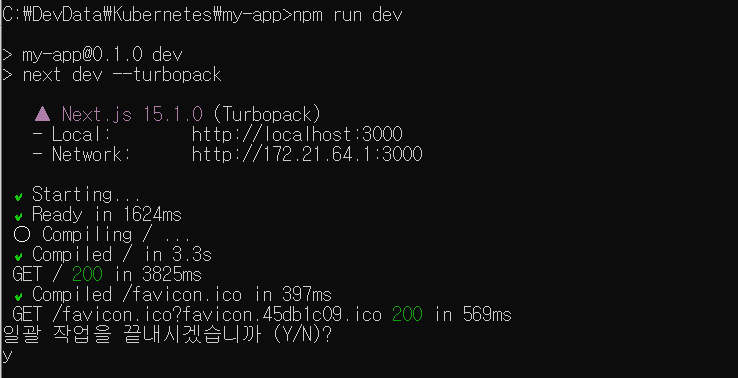 C:\DevData\Kubernetes\my-app>npm run dev
> my-app@0.1.0 dev
> next dev --turbopack
▲ Next.js 15.1.0 (Turbopack)
- Local: http://localhost:3000
- Network: http://172.21.64.1:3000
✓ Starting...
✓ Ready in 1624ms
○ Compiling / ...
✓ Compiled / in 3.3s
GET / 200 in 3825ms
✓ Compiled /favicon.ico in 397ms
GET /favicon.ico?favicon.45db1c09.ico 200 in 569ms
일괄 작업을 끝내시겠습니까 (Y/N)?
y